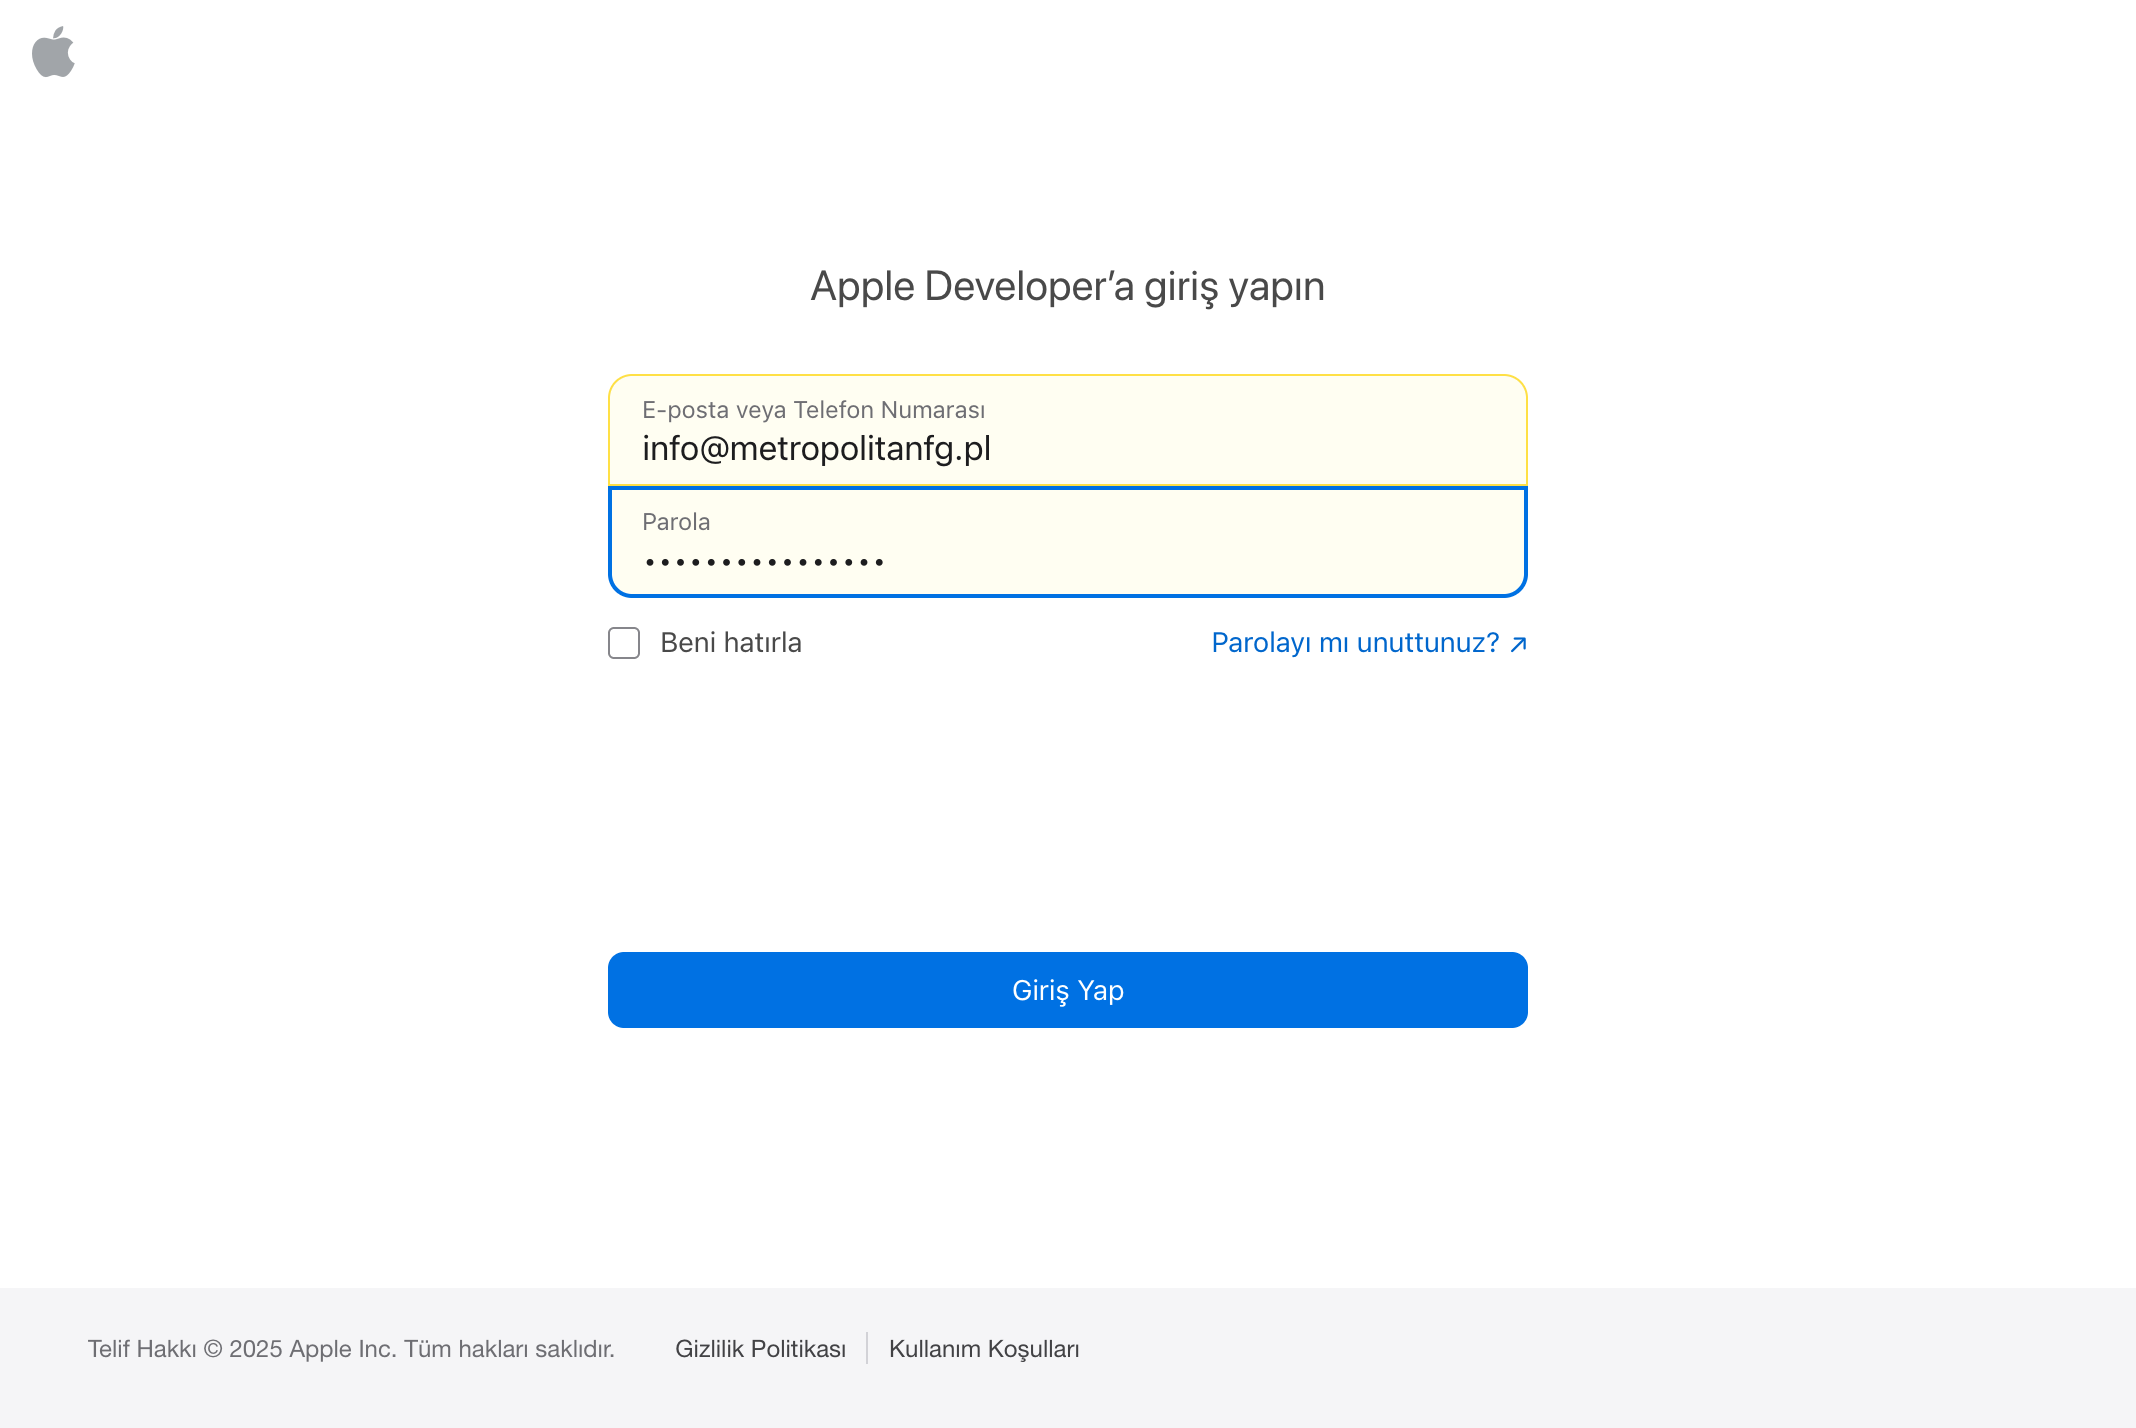 Apple Developer’a giriş yapın
E-posta veya Telefon Numarası
info@metropolitanfg.pl
Parola
••••••••••••••••
Beni hatırla
Parolayı mı unuttunuz? ↗
Giriş Yap
Telif Hakkı © 2025 Apple Inc. Tüm hakları saklıdır. Gizlilik Politikası | Kullanım Koşulları